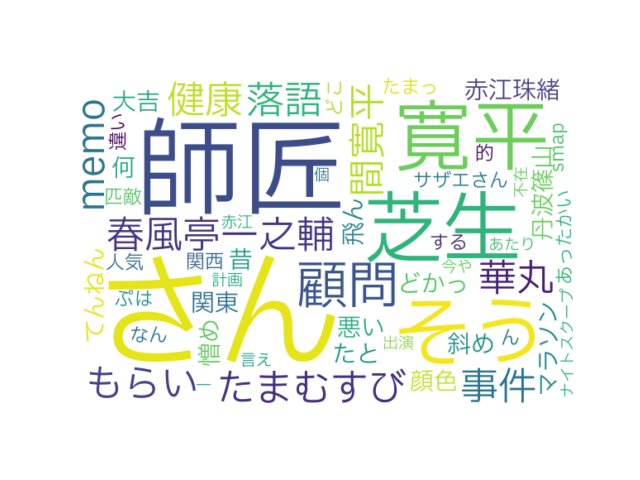 memo
大吉
違い
何
匹敵
健康
落語
どこ
たまっ
間寛平
寛平
赤江珠緒
的
smap
丹波篠山
サザエさん
不在
師匠
個
芝生
春風亭一之輔
赤江
飛ん
する
あたり
あったかい
てんねん
人気
関西
昔
計画
ぷは
関東
なん
憎め
さん
顧問
どかっ
そう
今や
華丸
悪い
たと
出演
斜め
ん
マラソン
ナイトスクープ
言え
一
もらい
たまむすび
顔色
事件